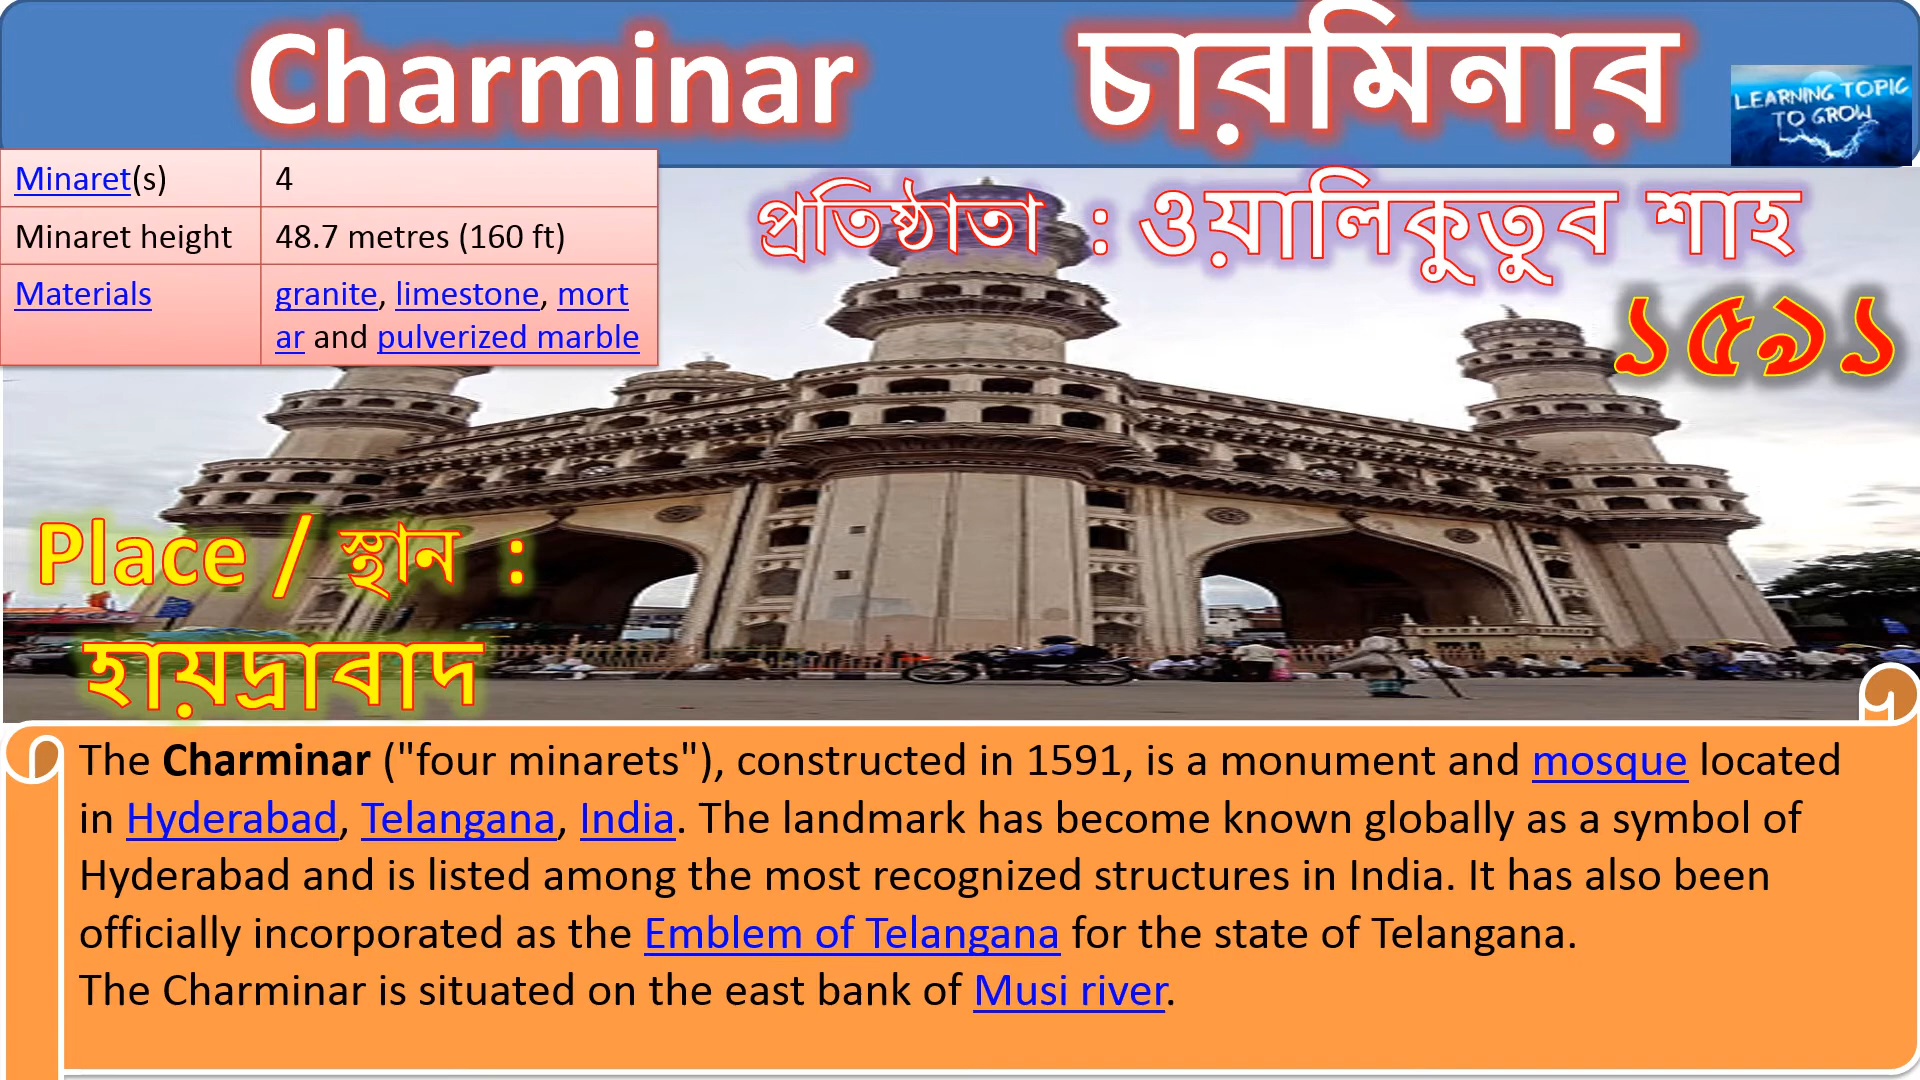 Charminar চারমিনার
LEARNING TOPIC
TO GROW
Minaret(s) 4
Minaret height 48.7 metres (160 ft)
Materials granite, limestone, mort
ar and pulverized marble
প্রতিষ্ঠাতা : ওয়ালিকুতুব শাহ
১৫৯১
Place / স্থান :
হায়দ্রাবাদ
The Charminar ("four minarets"), constructed in 1591, is a monument and mosque located
in Hyderabad, Telangana, India. The landmark has become known globally as a symbol of
Hyderabad and is listed among the most recognized structures in India. It has also been
officially incorporated as the Emblem of Telangana for the state of Telangana.
The Charminar is situated on the east bank of Musi river.